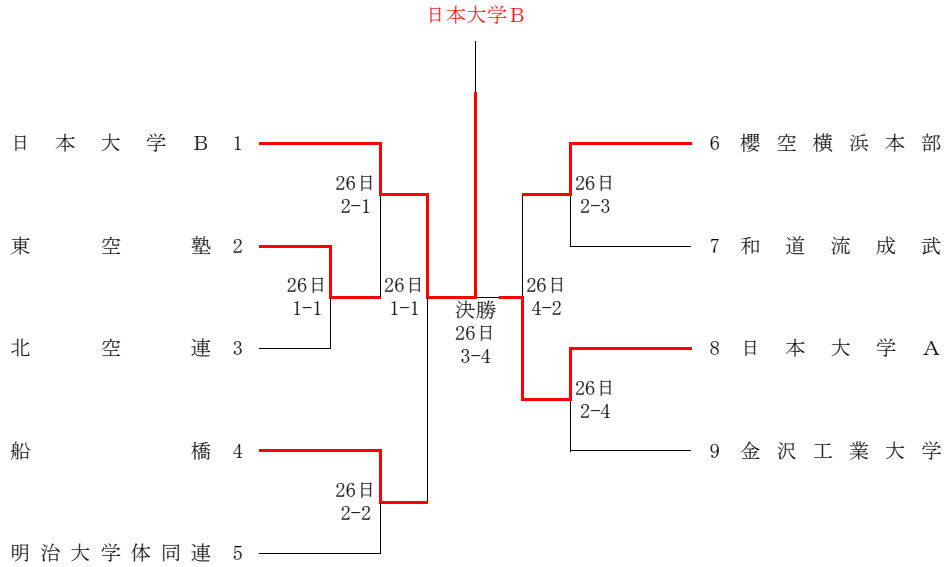 日本大学B
日本大学B 1
26日
2-1
東空塾 2
26日
1-1
26日
1-1
北空連 3
船橋 4
26日
2-2
明治大学体同連 5
決勝
26日
3-4
6 櫻空横浜本部
26日
2-3
7 和道流成武
26日
4-2
8 日本大学A
26日
2-4
9 金沢工業大学